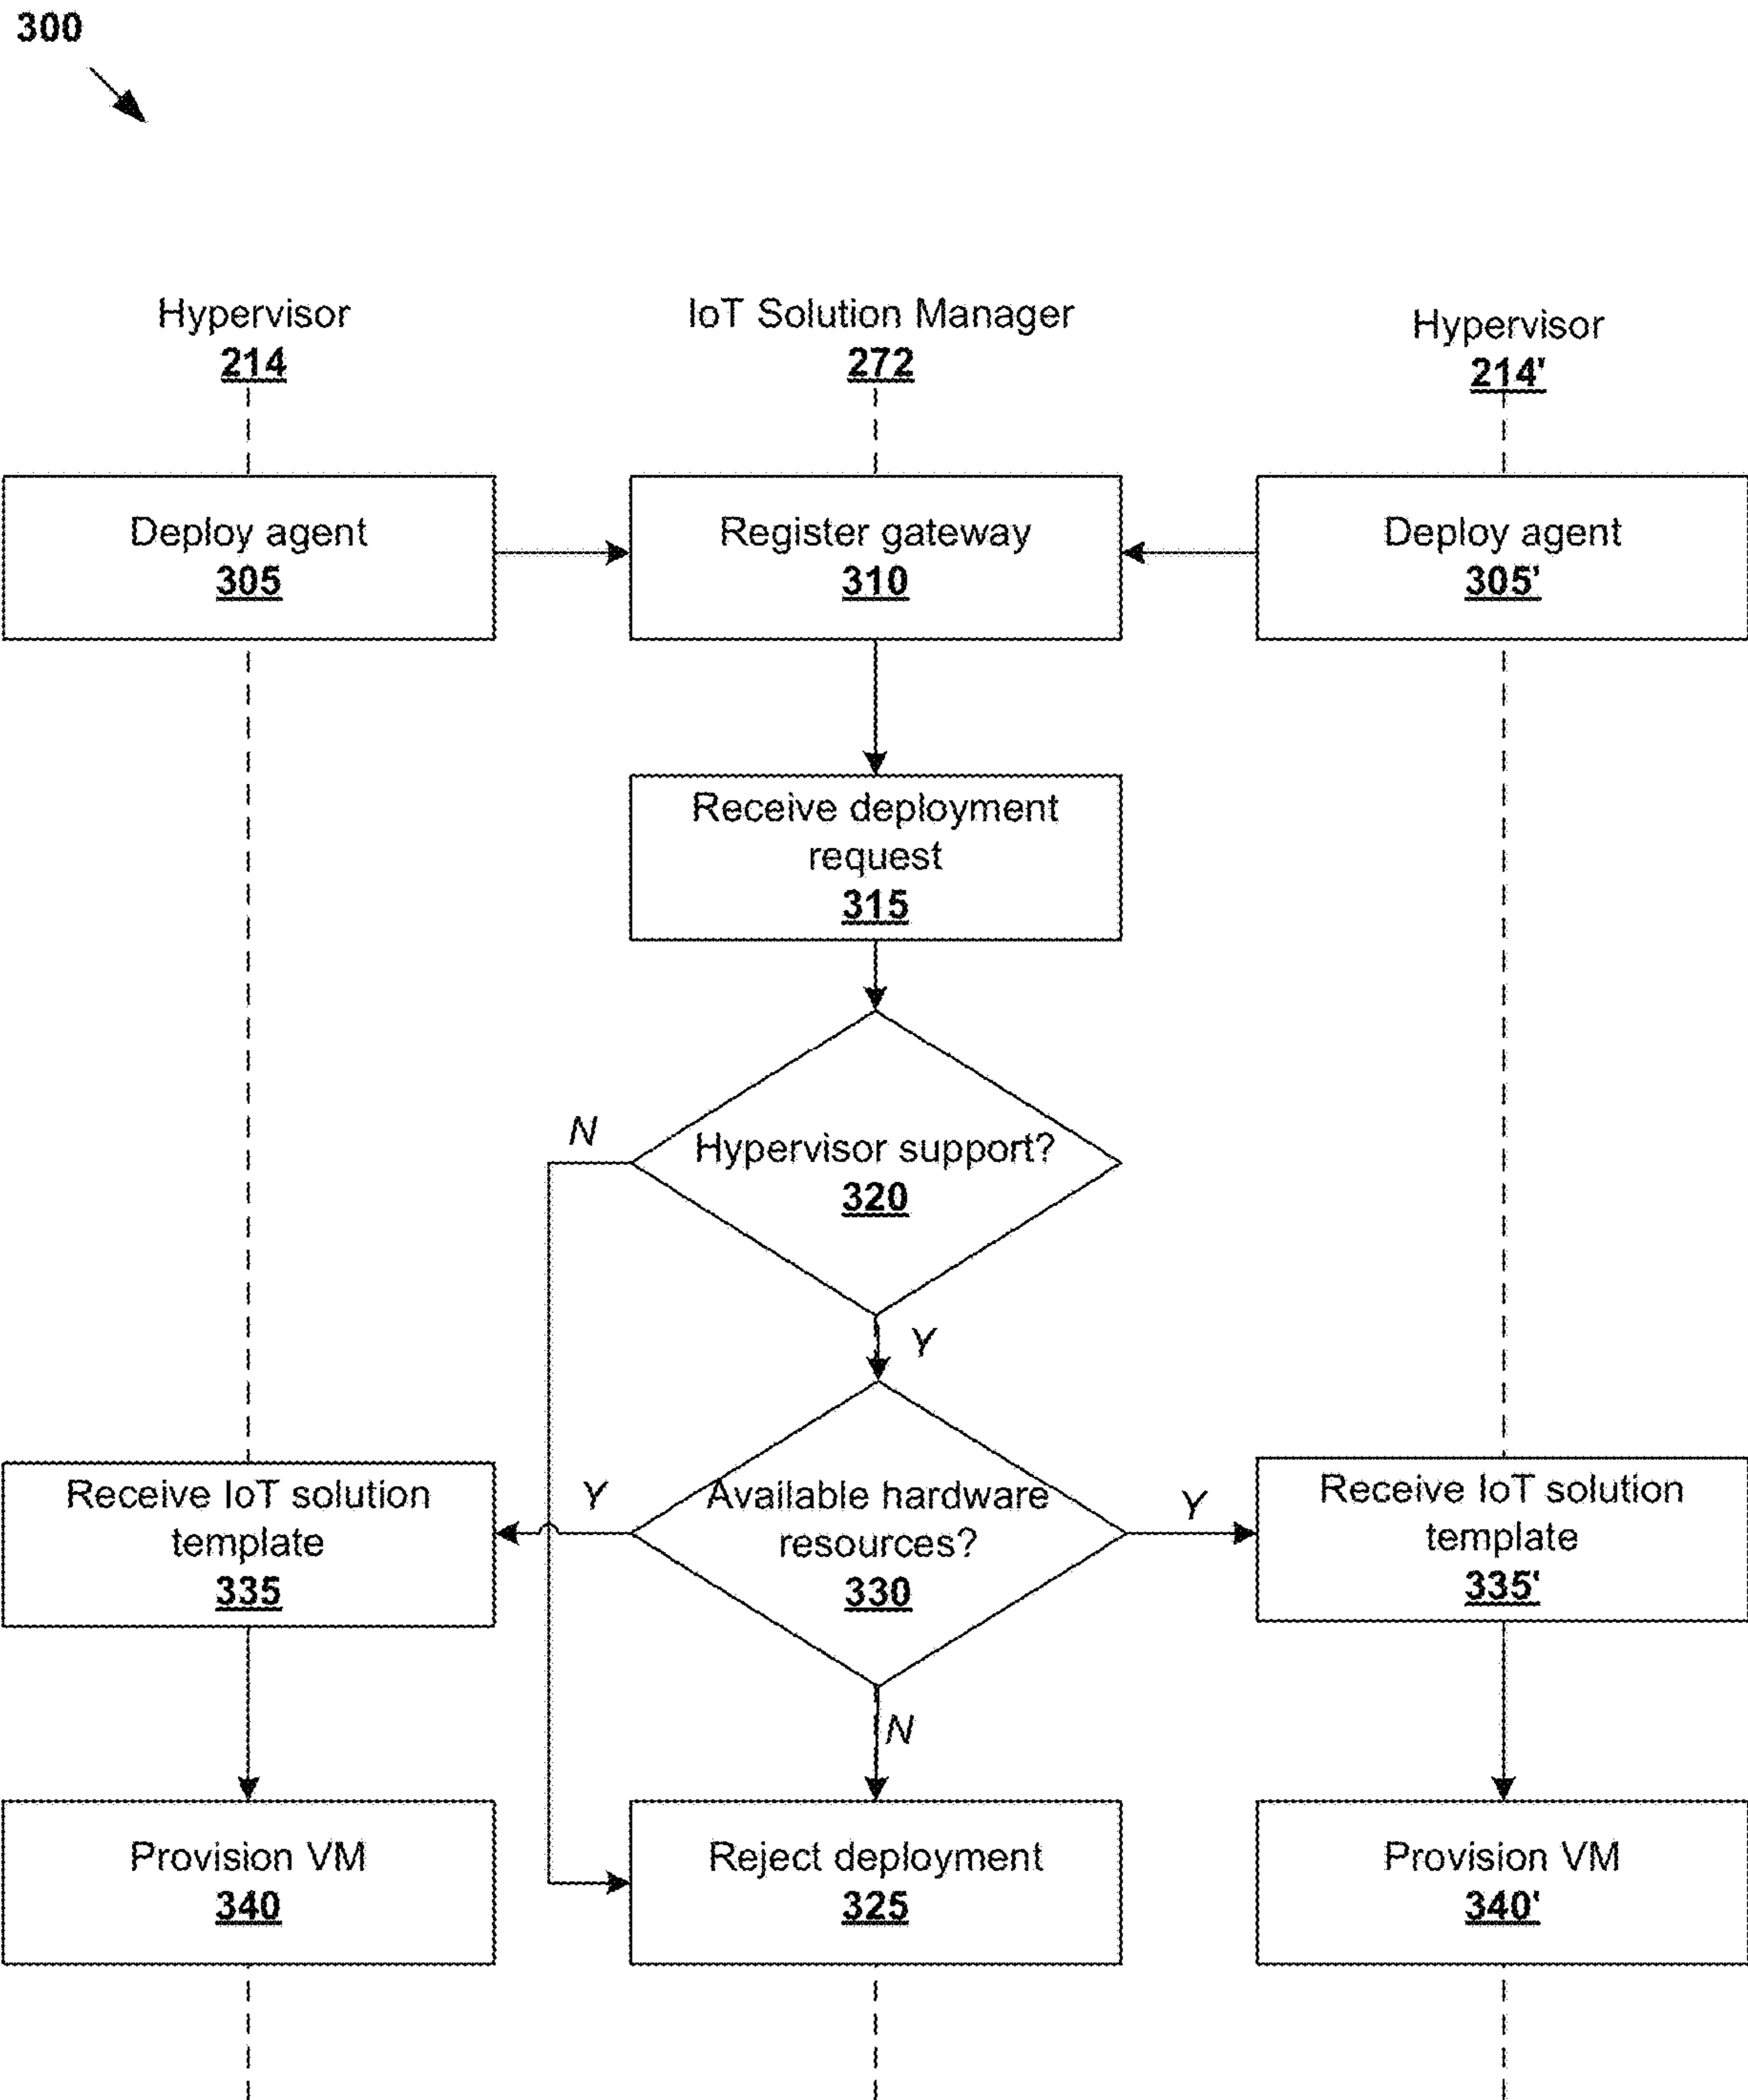 300
Hypervisor
214
IoT Solution Manager
272
Hypervisor
214'
Deploy agent
305
Register gateway
310
Deploy agent
305'
Receive deployment
request
315
N
Hypervisor support?
320
Y
Receive IoT solution
template
335
Y
Available hardware
resources?
330
Y
Receive IoT solution
template
335'
N
Provision VM
340
Reject deployment
325
Provision VM
340'